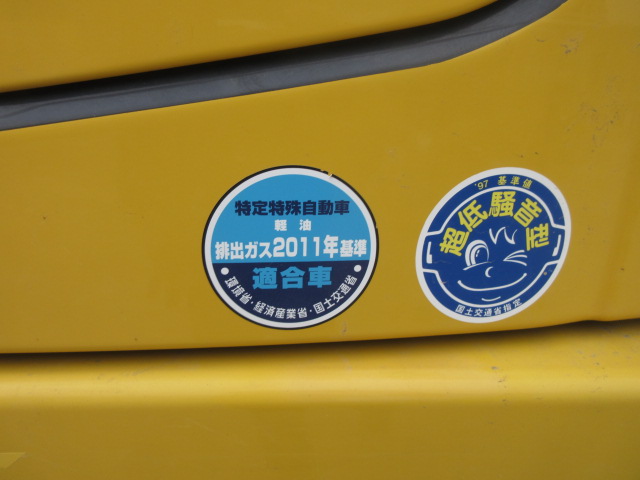 特定特殊自動車
軽油
排出ガス2011年基準
適合車
・環境省・経済産業省・国土交通省・
'97 基準値
超低騒音型
国土交通省指定